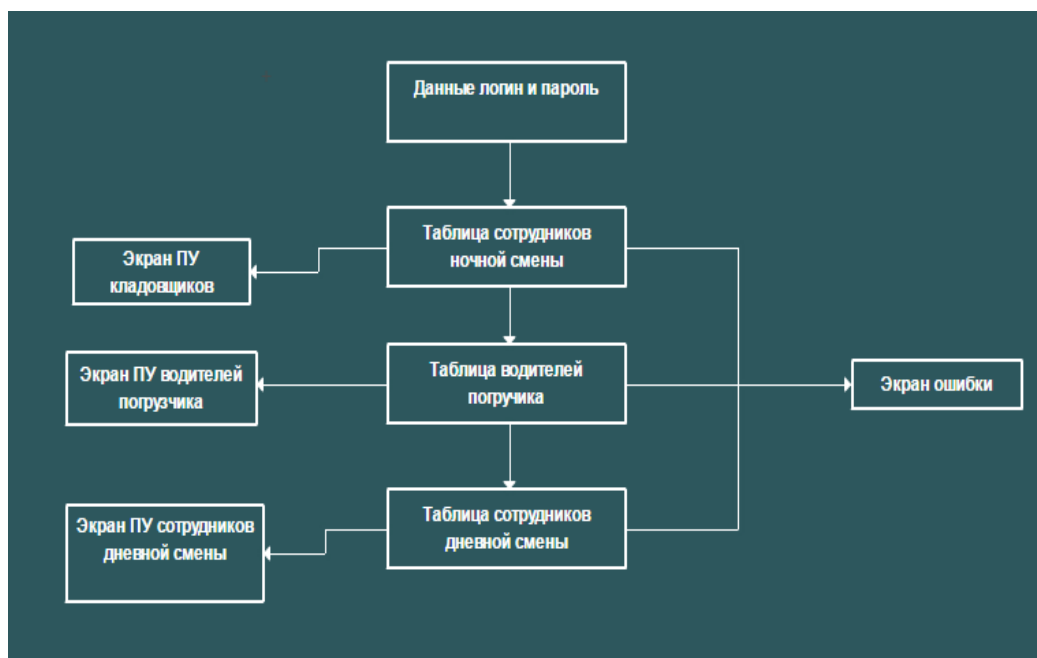 Данные логин и пароль
Таблица сотрудников
ночной смены
Экран ПУ
кладовщиков
Таблица водителей
погручика
Экран ПУ водителей
погрузчика
Экран ошибки
Таблица сотрудников
дневной смены
Экран ПУ сотрудников
дневной смены